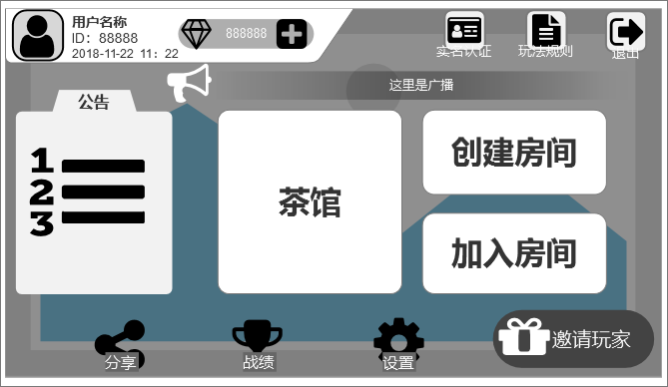 用户名称
ID：88888
2018-11-22 11：22
888888
实名认证
玩法规则
退出
这里是广播
公告
1
2
3
茶馆
创建房间
加入房间
分享
战绩
设置
邀请玩家